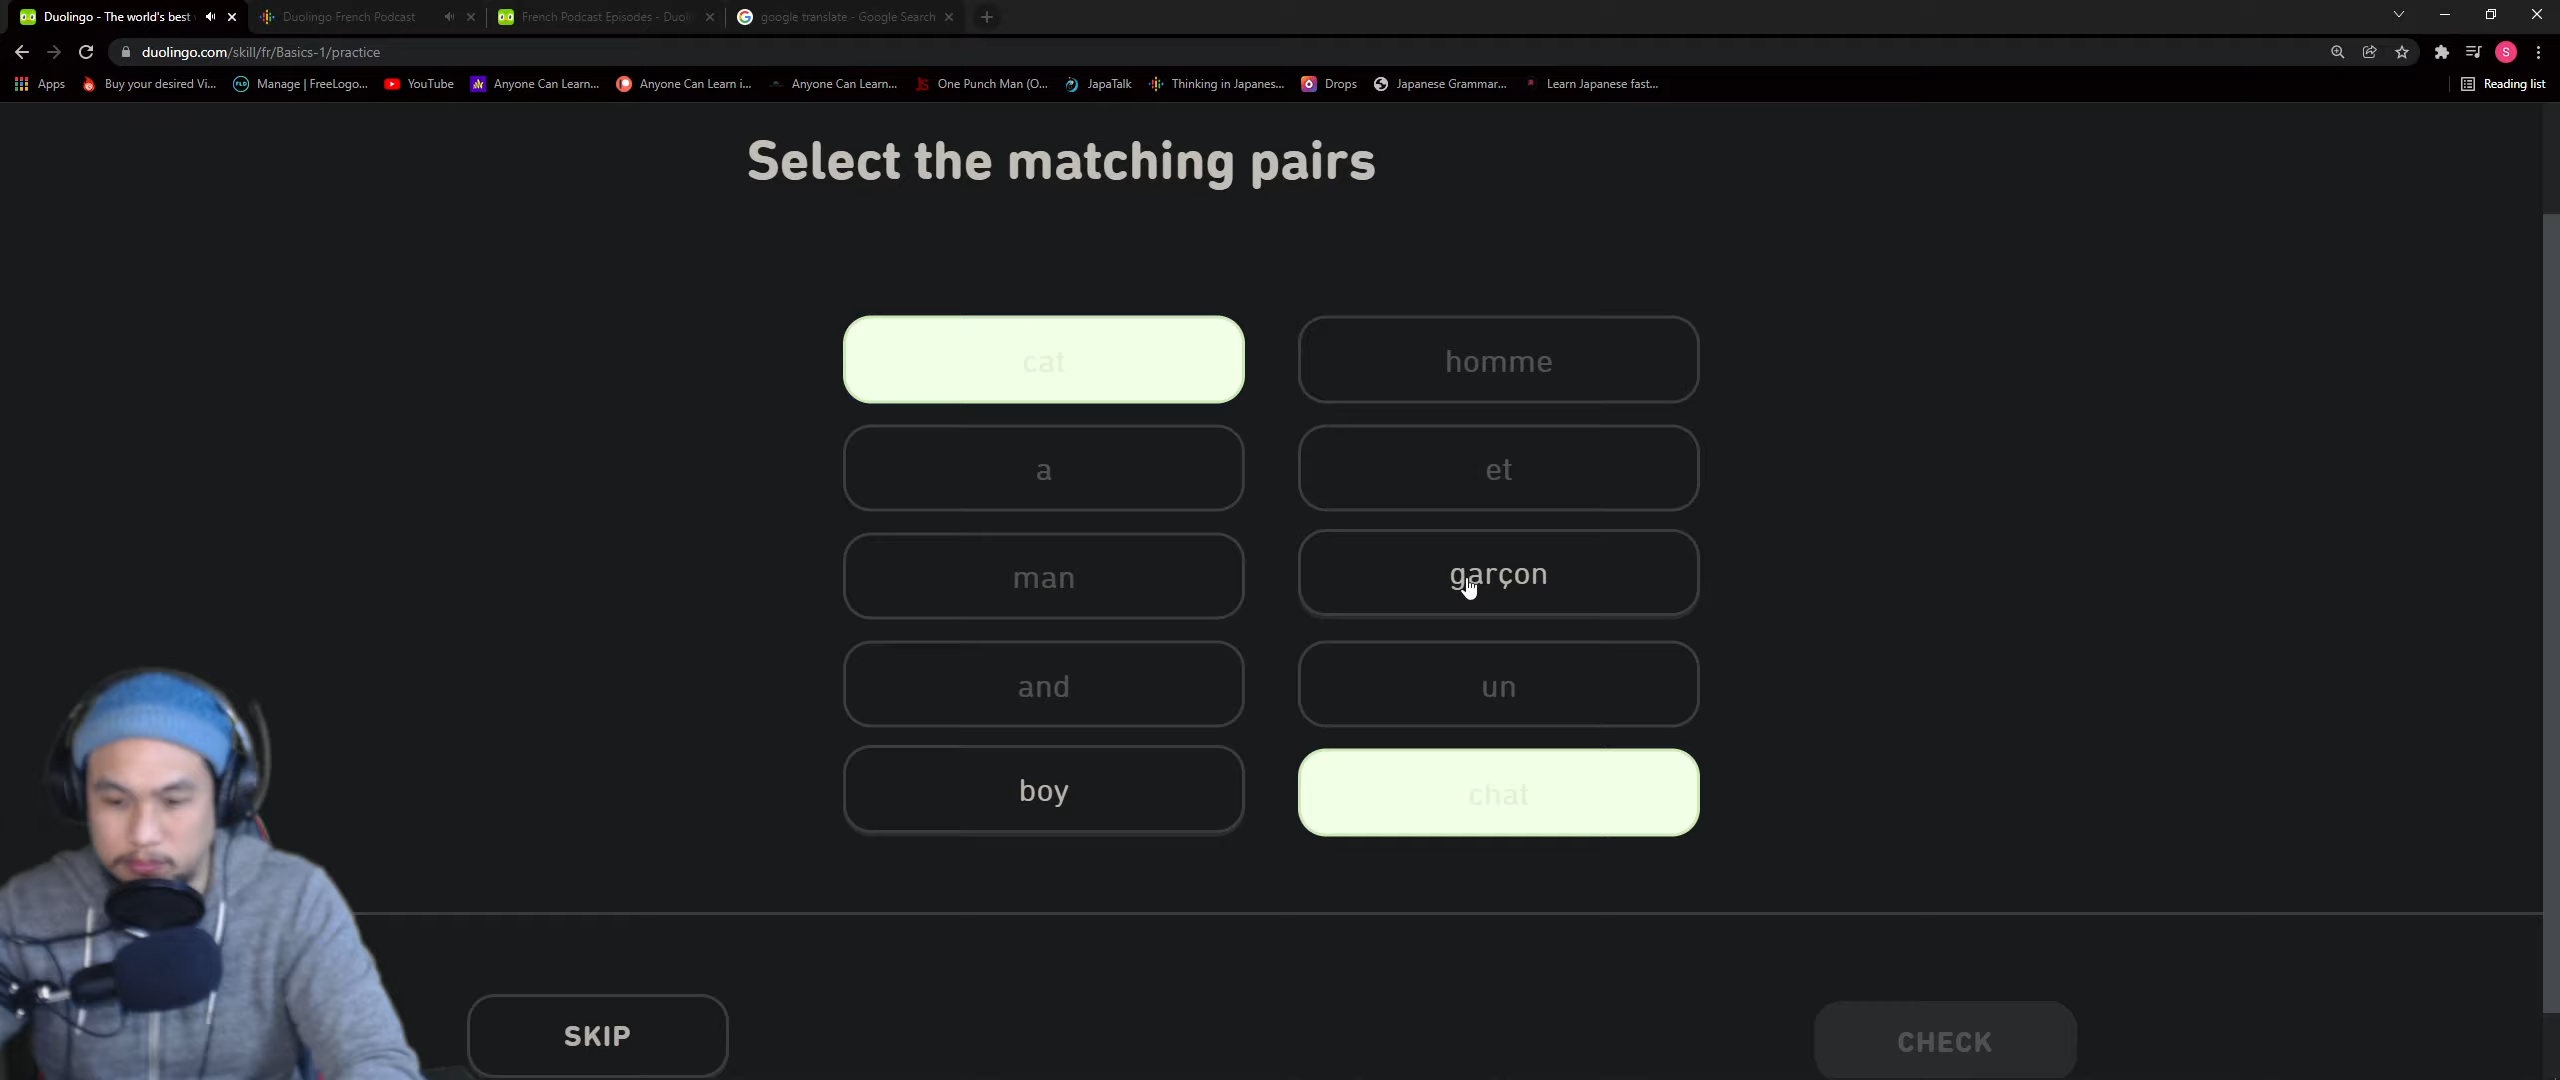 Duolingo - The world's best
Duolingo French Podcast
French Podcast Episodes - Duoli
google translate - Google Search
duolingo.com/skill/fr/Basics-1/practice
S
Apps
Buy your desired Vi...
Manage | FreeLogo...
YouTube
Anyone Can Learn...
Anyone Can Learn i...
Anyone Can Learn...
One Punch Man (O...
JapaTalk
Thinking in Japanes...
Drops
Japanese Grammar...
Learn Japanese fast...
Reading list
Select the matching pairs
cat
homme
a
et
man
garçon
and
un
boy
chat
SKIP
CHECK